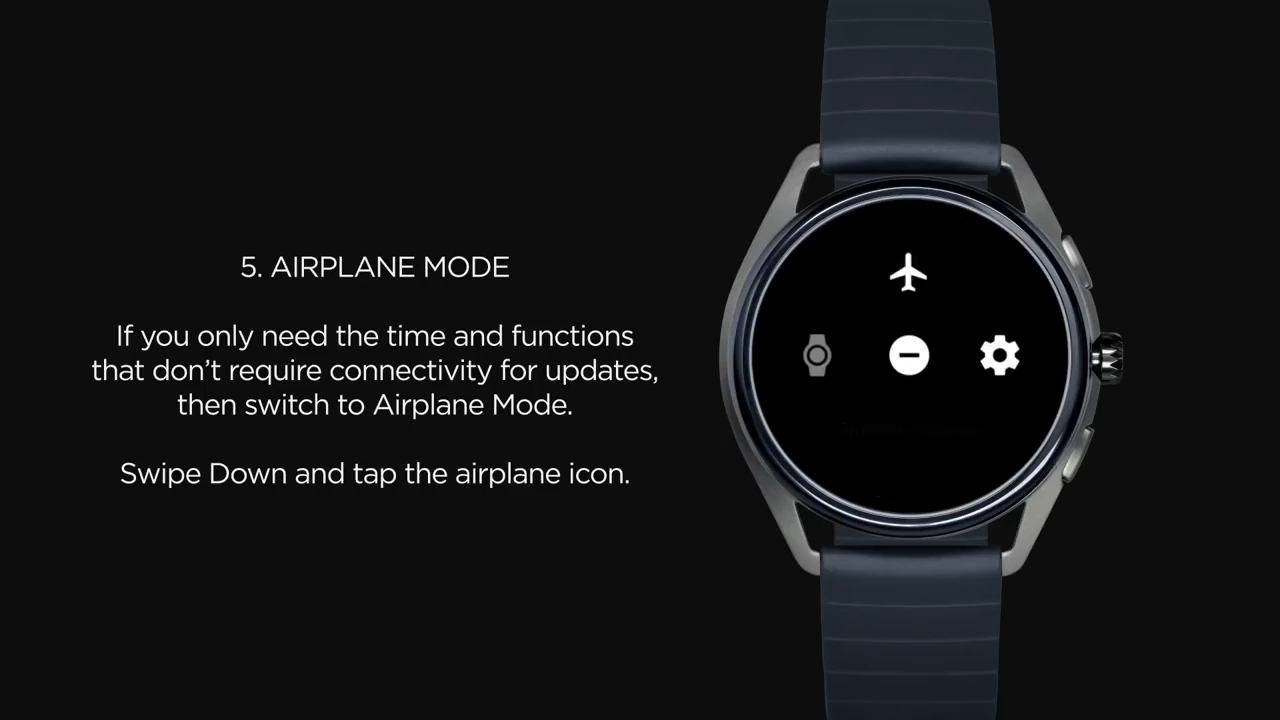 5. AIRPLANE MODE
If you only need the time and functions
that don’t require connectivity for updates,
then switch to Airplane Mode.
Swipe Down and tap the airplane icon.